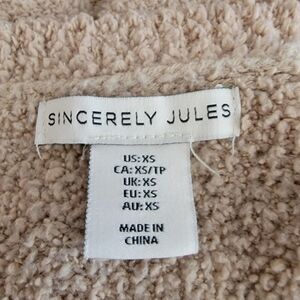 SINCERELY JULES
US: XS
CA: XS/TP
UK: XS
EU: XS
AU: XS
MADE IN
CHINA